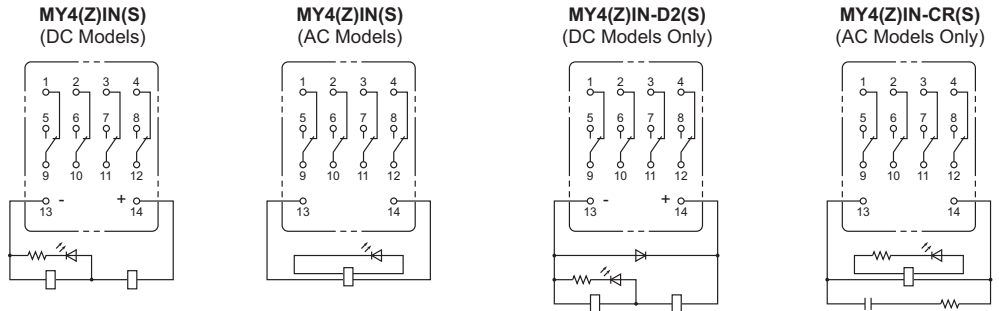 MY4(Z)IN(S)
(DC Models)
1 2 3 4
5 6 7 8
9 10 11 12
- +
13 14
MY4(Z)IN(S)
(AC Models)
1 2 3 4
5 6 7 8
9 10 11 12
13 14
MY4(Z)IN-D2(S)
(DC Models Only)
1 2 3 4
5 6 7 8
9 10 11 12
- +
13 14
MY4(Z)IN-CR(S)
(AC Models Only)
1 2 3 4
5 6 7 8
9 10 11 12
13 14